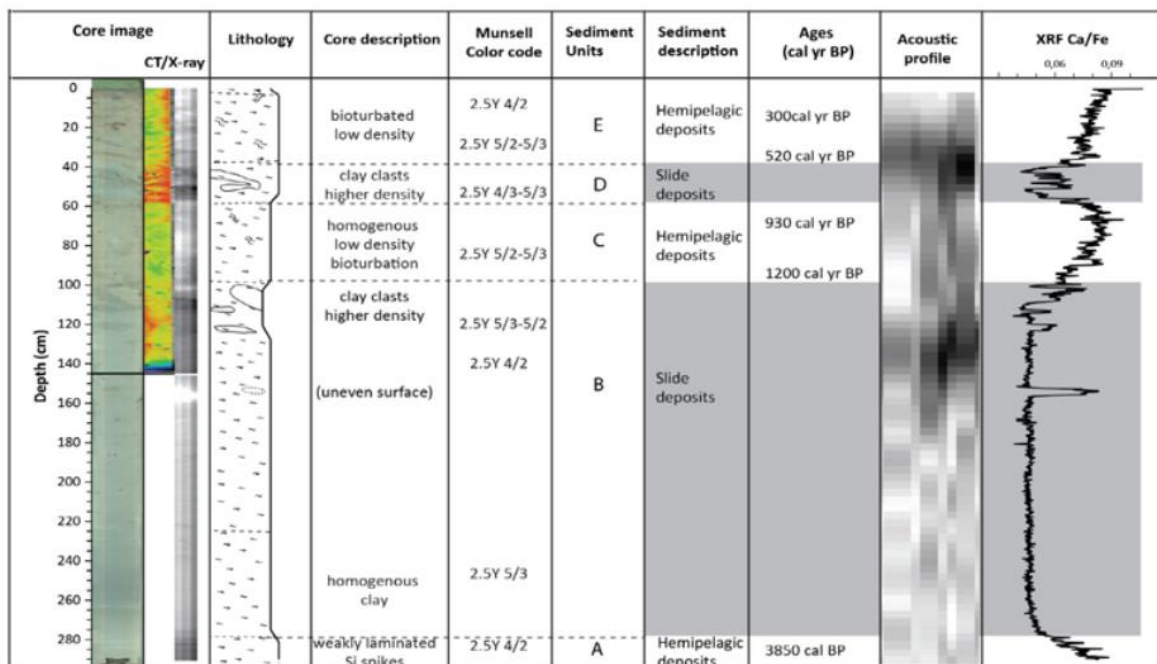 Core image
CT/X-ray
Lithology
Core description
Munsell
Color code
Sediment
Units
Sediment
description
Ages
(cal yr BP)
Acoustic
profile
XRF Ca/Fe
0,06 0,09
Depth (cm)
0
20
40
60
80
100
120
140
160
180
200
220
240
260
280
bioturbated
low density
clay clasts
higher density
homogenous
low density
bioturbation
clay clasts
higher density
(uneven surface)
homogenous
clay
weakly laminated
Si spikes
2.5Y 4/2
2.5Y 5/2-5/3
2.5Y 4/3-5/3
2.5Y 5/2-5/3
2.5Y 5/3-5/2
2.5Y 4/2
2.5Y 5/3
2.5Y 4/2
E
D
C
B
A
Hemipelagic
deposits
Slide
deposits
Hemipelagic
deposits
Slide
deposits
Hemipelagic
deposits
300cal yr BP
520 cal yr BP
930 cal yr BP
1200 cal yr BP
3850 cal BP